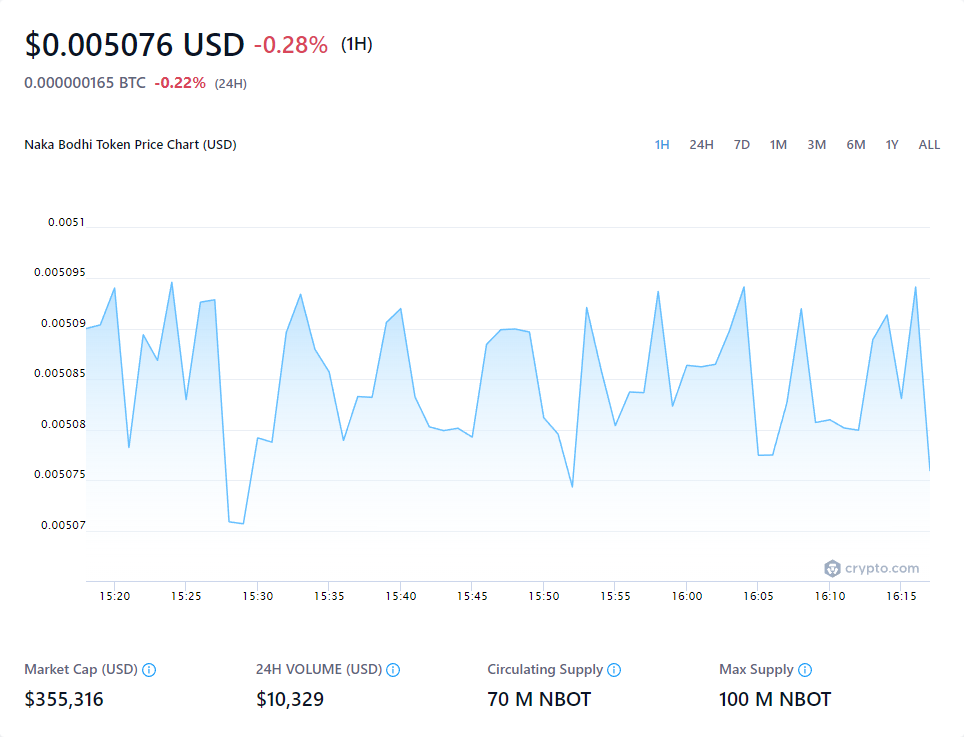 $0.005076 USD -0.28% (1H)
0.000000165 BTC -0.22% (24H)
Naka Bodhi Token Price Chart (USD)
1H 24H 7D 1M 3M 6M 1Y ALL
0.0051
0.005095
0.00509
0.005085
0.00508
0.005075
0.00507
crypto.com
15:20 15:25 15:30 15:35 15:40 15:45 15:50 15:55 16:00 16:05 16:10 16:15
Market Cap (USD) 24H VOLUME (USD) Circulating Supply Max Supply
$355,316 $10,329 70 M NBOT 100 M NBOT